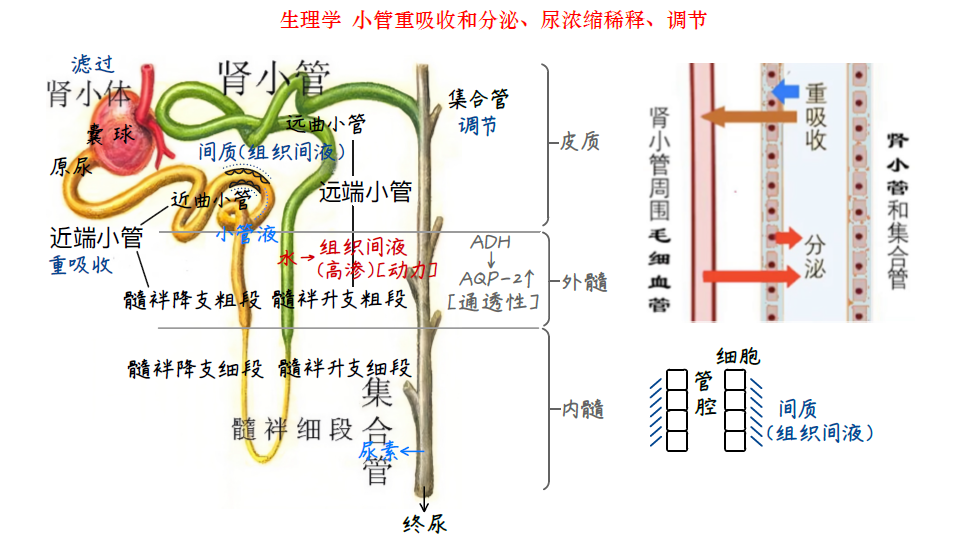 生理学 小管重吸收和分泌、尿浓缩稀释、调节
滤过
肾小体
囊球
原尿
肾小管
远曲小管
间质(组织间液)
集合管
调节
皮质
近曲小管
远端小管
小管液
近端小管
重吸收
水→组织间液
(高渗)[动力]
ADH
↓
AQP-2↑
[通透性]
外髓
髓袢降支粗段
髓袢升支粗段
髓袢降支细段
髓袢升支细段
髓袢细段
集合管
尿素
内髓
终尿
肾小管周围毛细血管
重吸收
分泌
肾小管和集合管
细胞
管腔
间质
(组织间液)